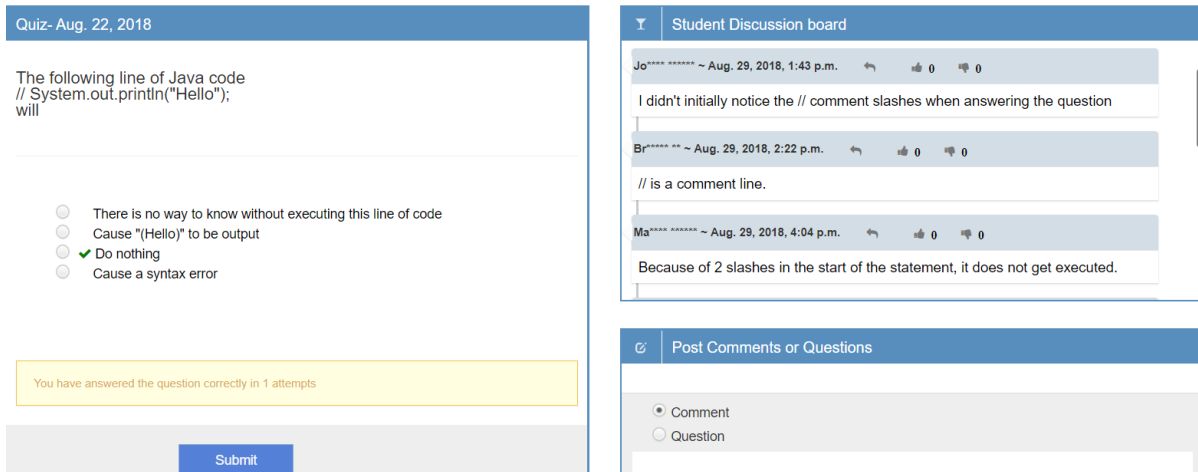 Quiz- Aug. 22, 2018
The following line of Java code
// System.out.println("Hello");
will
There is no way to know without executing this line of code
Cause "(Hello)" to be output
Do nothing
Cause a syntax error
You have answered the question correctly in 1 attempts
Submit
Student Discussion board
Jo**** ****** ~ Aug. 29, 2018, 1:43 p.m. 0 0
I didn't initially notice the // comment slashes when answering the question
Br***** ** ~ Aug. 29, 2018, 2:22 p.m. 0 0
// is a comment line.
Ma**** ****** ~ Aug. 29, 2018, 4:04 p.m. 0 0
Because of 2 slashes in the start of the statement, it does not get executed.
Post Comments or Questions
Comment
Question